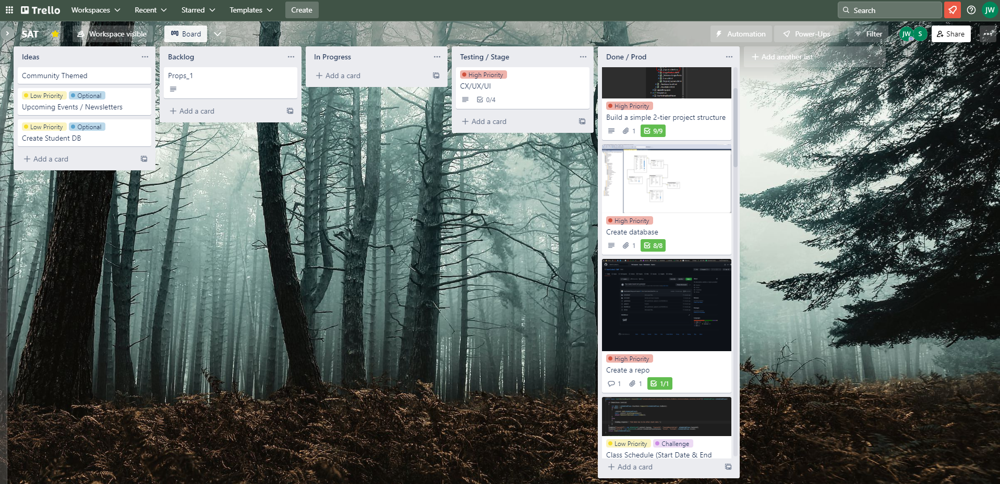 Trello
Workspaces
Recent
Starred
Templates
Create
Search
JW
SAT
Workspace visible
Board
Automation
Power-Ups
Filter
JW
S
Share
Ideas
Community Themed
Low Priority
Optional
Upcoming Events / Newsletters
Low Priority
Optional
Create Student DB
Add a card
Backlog
Props_1
Add a card
In Progress
Add a card
Testing / Stage
High Priority
CX/UX/UI
0/4
Add a card
Done / Prod
High Priority
Build a simple 2-tier project structure
1
9/9
High Priority
Create database
1
8/8
SAT
High Priority
Create a repo
1
1
1/1
Low Priority
Challenge
Class Schedule (Start Date & End
Add a card
Add another list